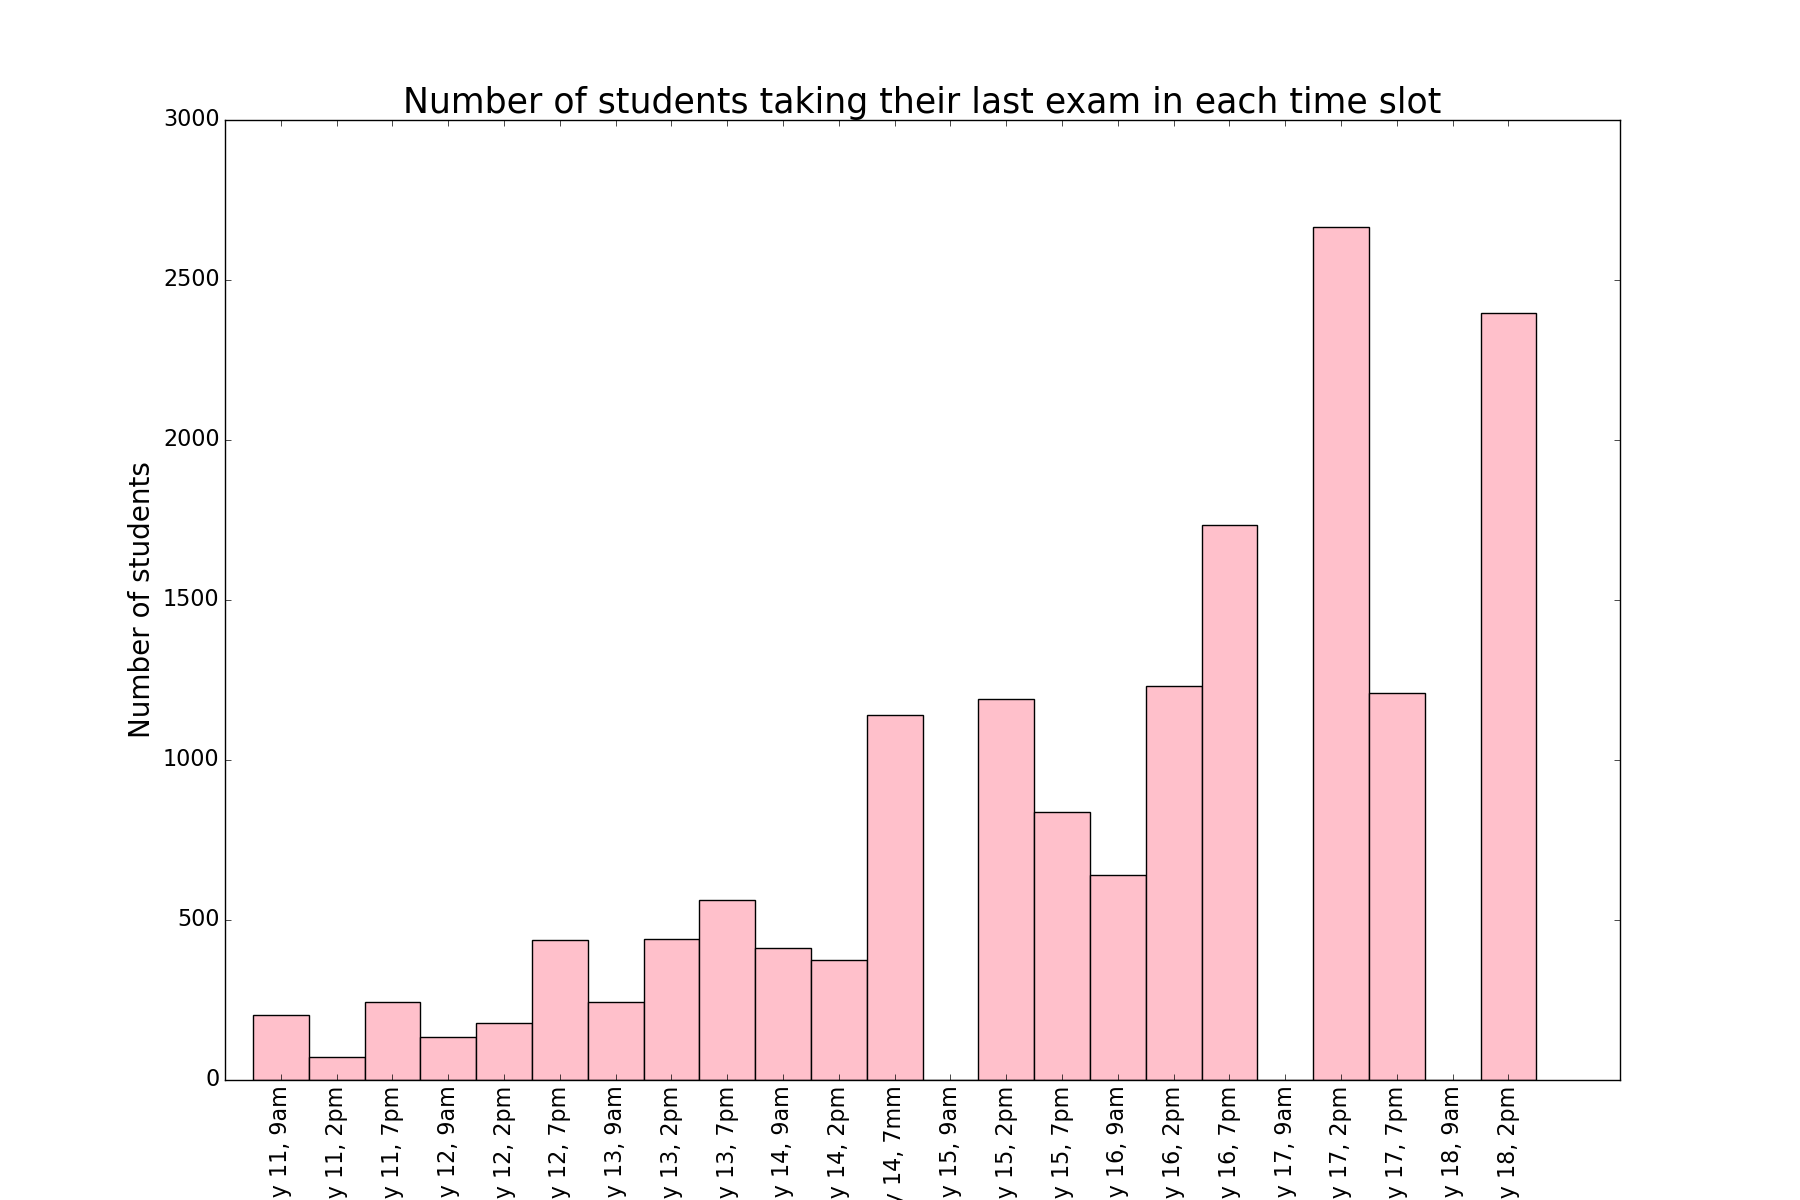 Number of students taking their last exam in each time slot
Number of students
3000
2500
2000
1500
1000
500
0
y 11, 9am
y 11, 2pm
y 11, 7pm
y 12, 9am
y 12, 2pm
y 12, 7pm
y 13, 9am
y 13, 2pm
y 13, 7pm
y 14, 9am
y 14, 2pm
y 14, 7mm
y 15, 9am
y 15, 2pm
y 15, 7pm
y 16, 9am
y 16, 2pm
y 16, 7pm
y 17, 9am
y 17, 2pm
y 17, 7pm
y 18, 9am
y 18, 2pm